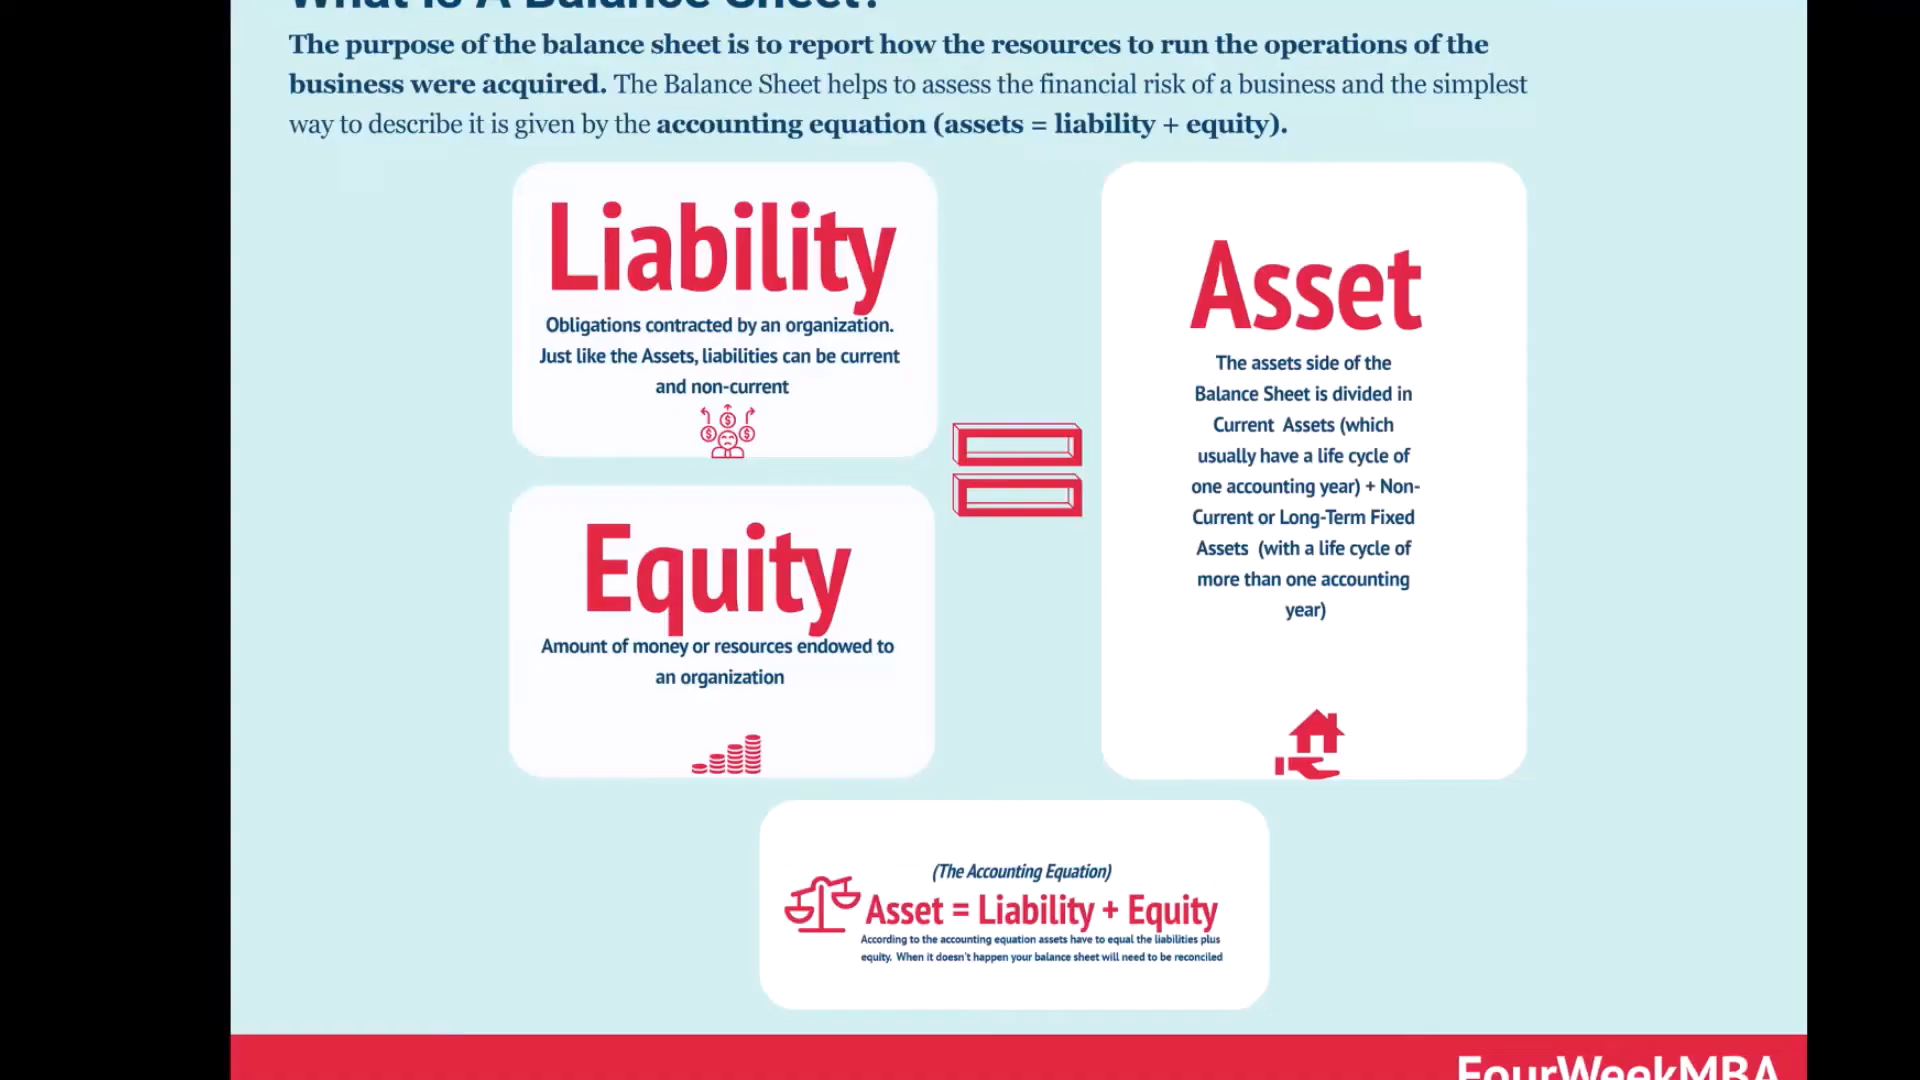 What Is A Balance Sheet?
The purpose of the balance sheet is to report how the resources to run the operations of the
business were acquired. The Balance Sheet helps to assess the financial risk of a business and the simplest
way to describe it is given by the accounting equation (assets = liability + equity).
Liability
Obligations contracted by an organization.
Just like the Assets, liabilities can be current
and non-current
Equity
Amount of money or resources endowed to
an organization
Asset
The assets side of the
Balance Sheet is divided in
Current Assets (which
usually have a life cycle of
one accounting year) + Non-
Current or Long-Term Fixed
Assets (with a life cycle of
more than one accounting
year)
(The Accounting Equation)
Asset = Liability + Equity
According to the accounting equation assets have to equal the liabilities plus
equity. When it doesn't happen your balance sheet will need to be reconciled
FourWeekMBA